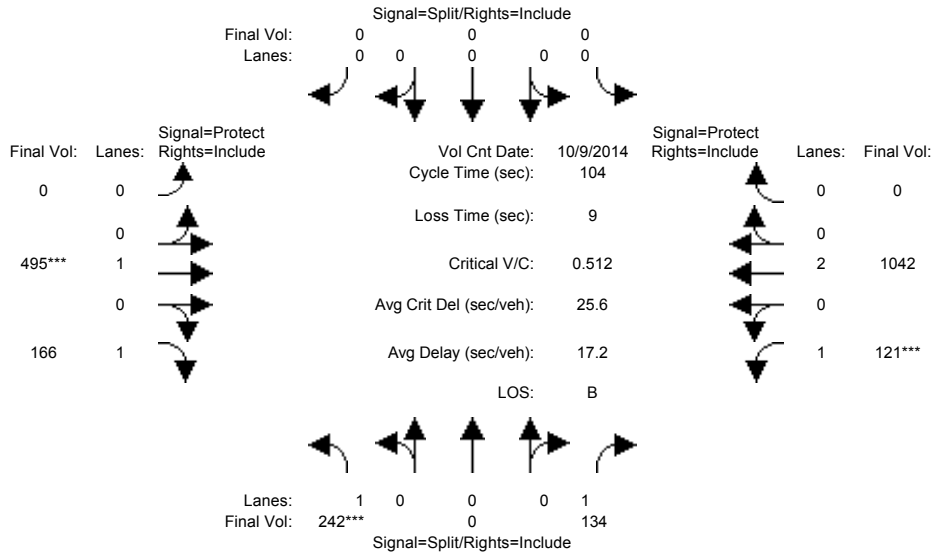 Signal=Split/Rights=Include
Final Vol: 0 0 0
Lanes: 0 0 0 0 0
Signal=Protect Signal=Protect
Final Vol: Lanes: Rights=Include Vol Cnt Date: 10/9/2014 Rights=Include Lanes: Final Vol:
Cycle Time (sec): 104
0 0 0 0
Loss Time (sec): 9
0 0
495*** 1 Critical V/C: 0.512 2 1042
0 Avg Crit Del (sec/veh): 25.6 0
166 1 Avg Delay (sec/veh): 17.2 1 121***
LOS: B
Lanes: 1 0 0 0 1
Final Vol: 242*** 0 134
Signal=Split/Rights=Include